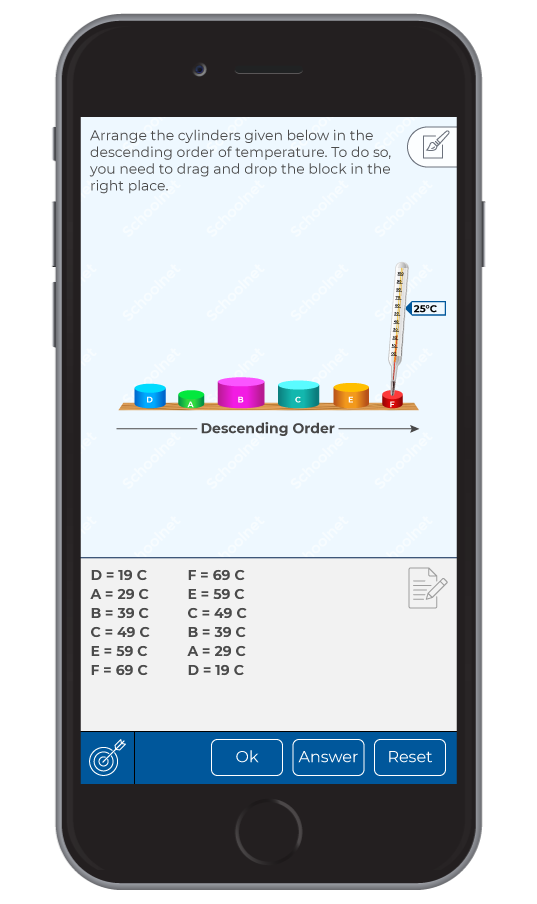 Arrange the cylinders given below in the
descending order of temperature. To do so,
you need to drag and drop the block in the
right place.
25°C
D
A
B
C
E
F
Descending Order
D = 19 C
A = 29 C
B = 39 C
C = 49 C
E = 59 C
F = 69 C
F = 69 C
E = 59 C
C = 49 C
B = 39 C
A = 29 C
D = 19 C
Ok
Answer
Reset